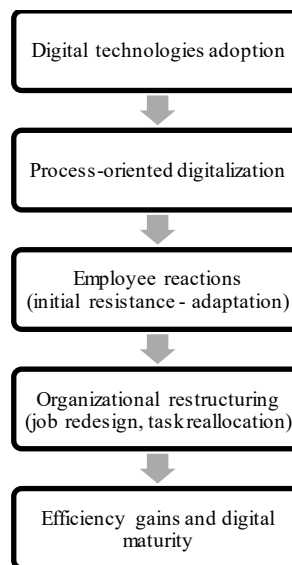 Digital technologies adoption
Process-oriented digitalization
Employee reactions
(initial resistance - adaptation)
Organizational restructuring
(job redesign, task reallocation)
Efficiency gains and digital
maturity